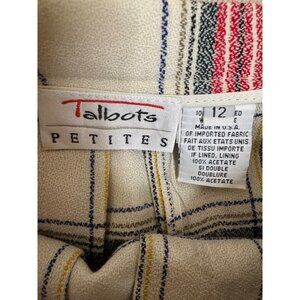 Talbots
PETITES
12
MADE IN U.S.A.
OF IMPORTED FABRIC
FAIT AUX ETATS UNIS
DE TISSU IMPORTE
IF LINED, LINING
100% ACETATE
SI DOUBLE
DOUBLURE
100% ACETATE